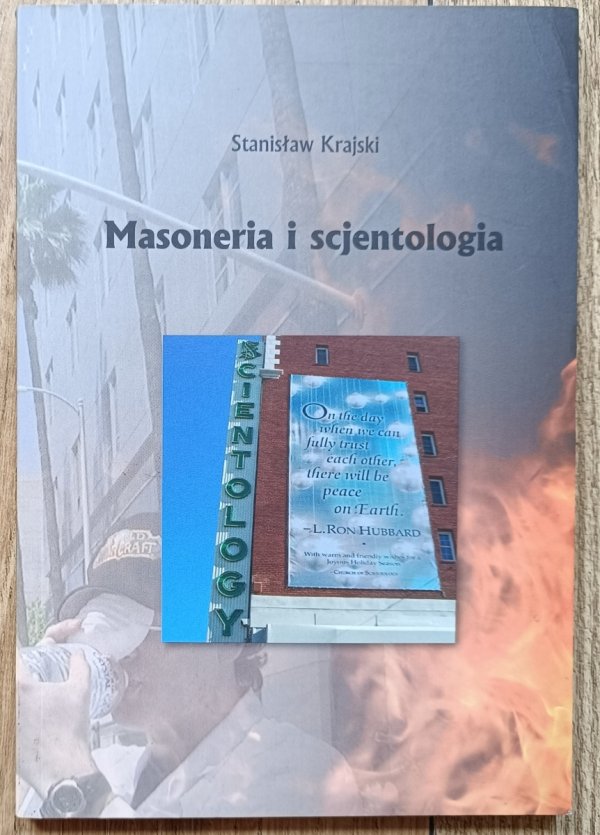 Stanisław Krajski
Masoneria i scjentologia
SCIENTOLOGY
On the day
when we can
fully trust
each other,
there will be
peace
on Earth.
—L. RON HUBBARD
With warm and friendly wishes for a
Joyous Holiday Season
—CHURCH OF SCIENTOLOGY
CRAFT